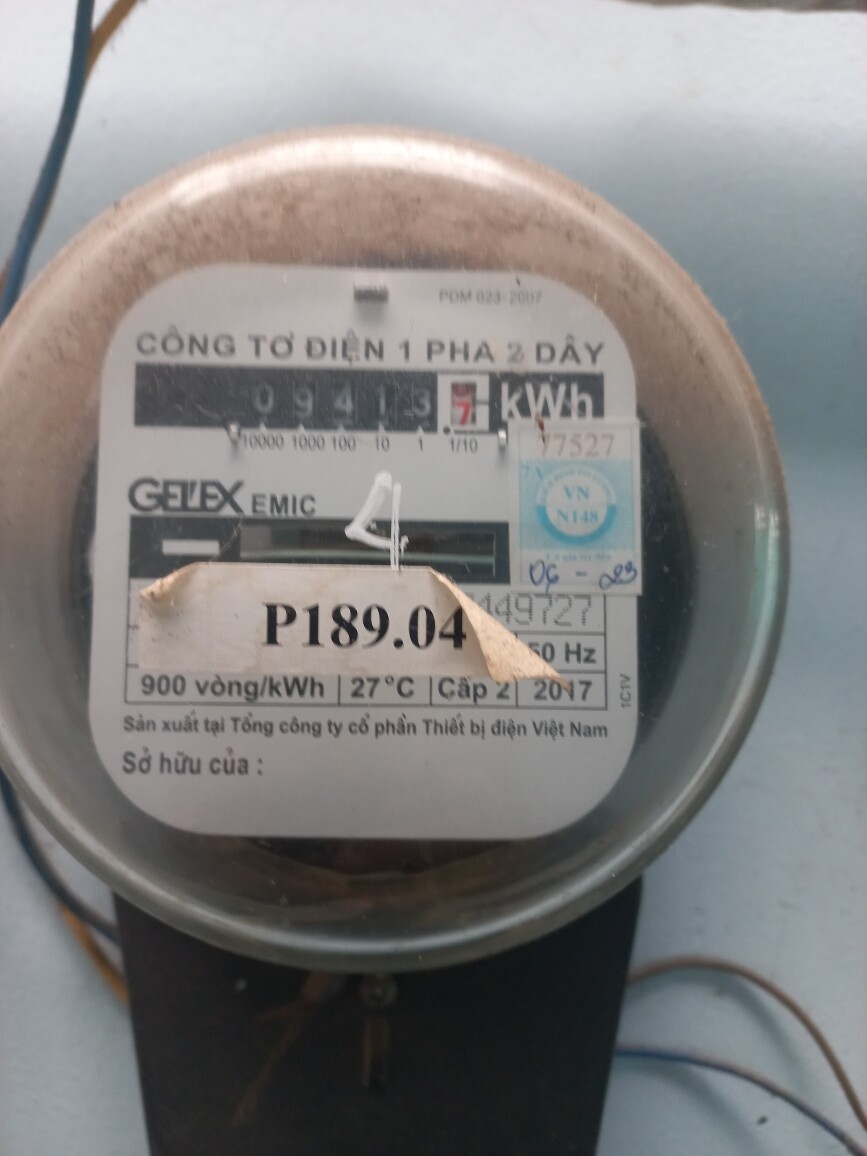 PDM 023-2007
CÔNG TƠ ĐIỆN 1 PHA 2 DÂY
0 9 4 1 3 7 kWh
10000 1000 100 10 1 1/10
77527
GELEX EMIC
4
VN
N148
06 - 23
449727
P189.04
50 Hz
900 vòng/kWh 27°C Cấp 2 2017
1C1V
Sản xuất tại Tổng công ty cổ phần Thiết bị điện Việt Nam
Sở hữu của :